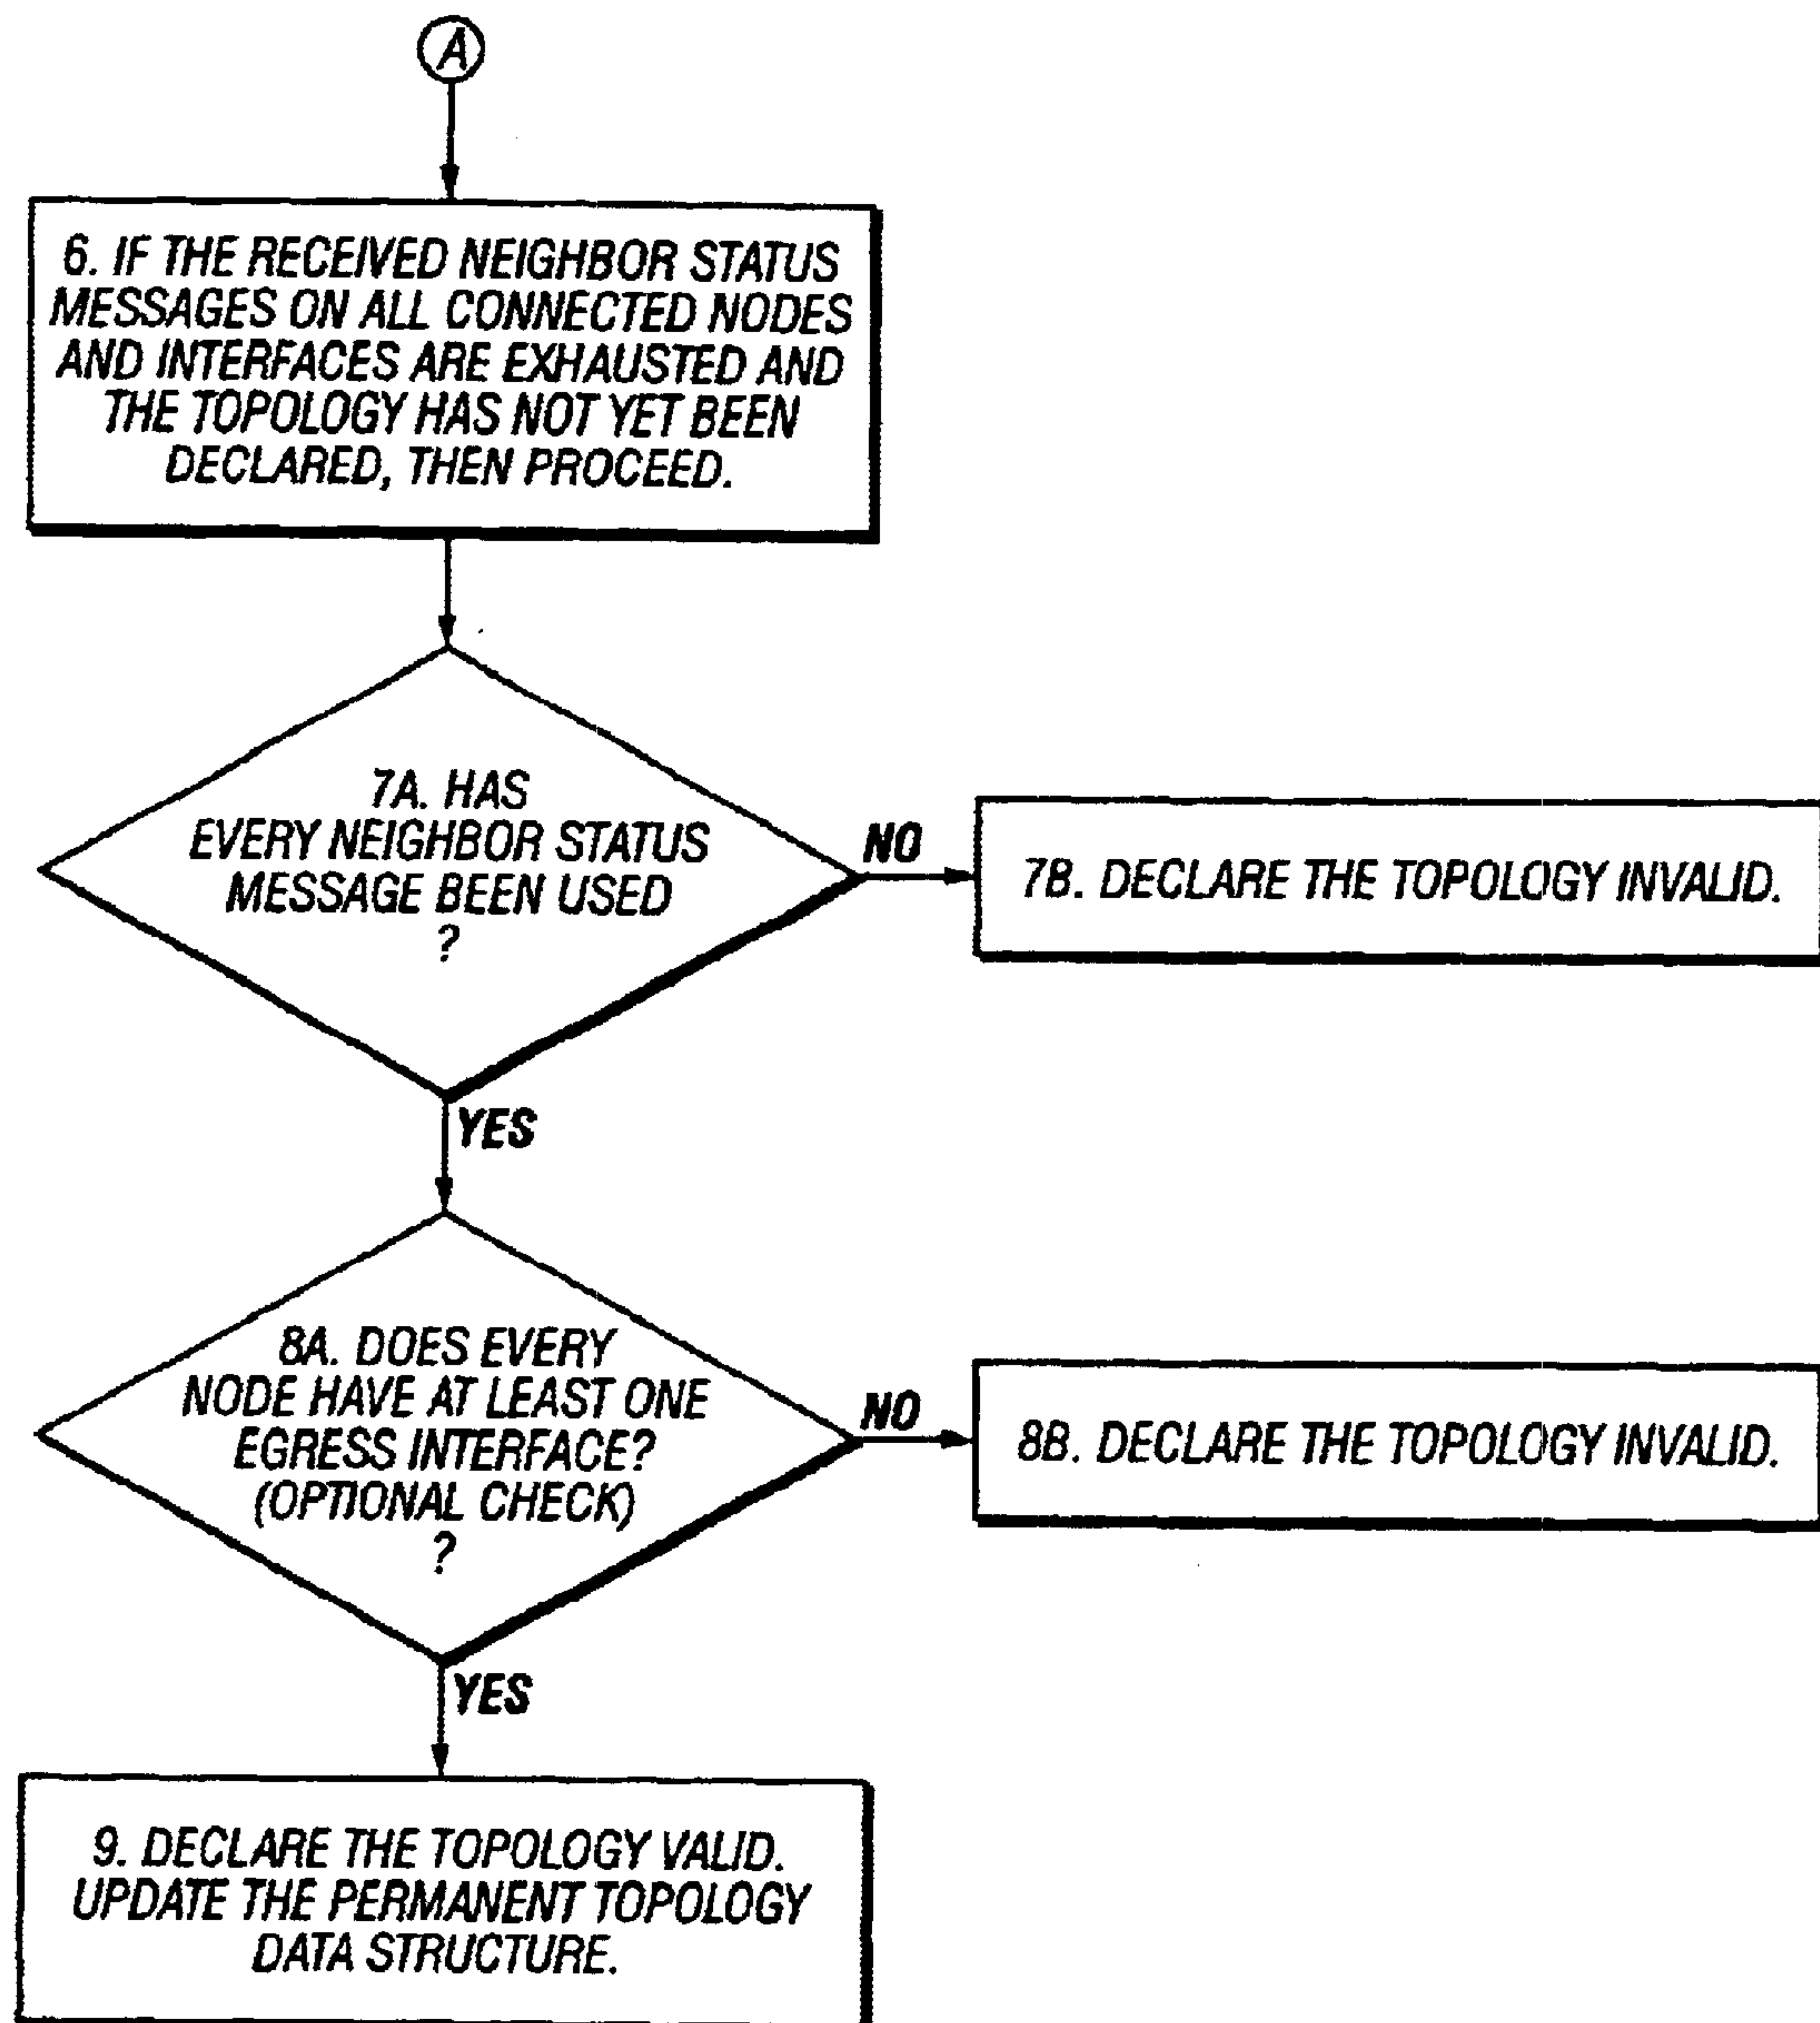 A
6. IF THE RECEIVED NEIGHBOR STATUS
MESSAGES ON ALL CONNECTED NODES
AND INTERFACES ARE EXHAUSTED AND
THE TOPOLOGY HAS NOT YET BEEN
DECLARED, THEN PROCEED.
7A. HAS
EVERY NEIGHBOR STATUS
MESSAGE BEEN USED
?
NO
7B. DECLARE THE TOPOLOGY INVALID.
YES
8A. DOES EVERY
NODE HAVE AT LEAST ONE
EGRESS INTERFACE?
(OPTIONAL CHECK)
?
NO
8B. DECLARE THE TOPOLOGY INVALID.
YES
9. DECLARE THE TOPOLOGY VALID.
UPDATE THE PERMANENT TOPOLOGY
DATA STRUCTURE.